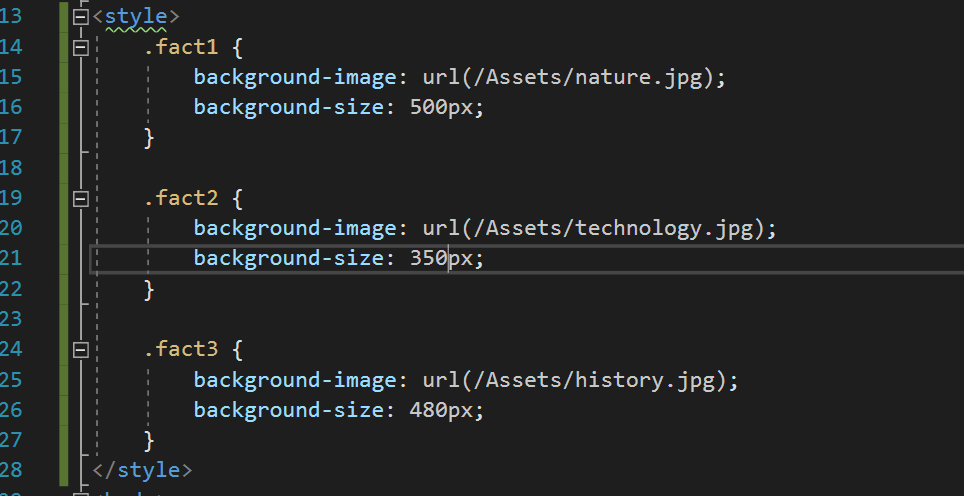 13 <style>
14 .fact1 {
15 background-image: url(/Assets/nature.jpg);
16 background-size: 500px;
17 }
18
19 .fact2 {
20 background-image: url(/Assets/technology.jpg);
21 background-size: 350px;
22 }
23
24 .fact3 {
25 background-image: url(/Assets/history.jpg);
26 background-size: 480px;
27 }
28 </style>